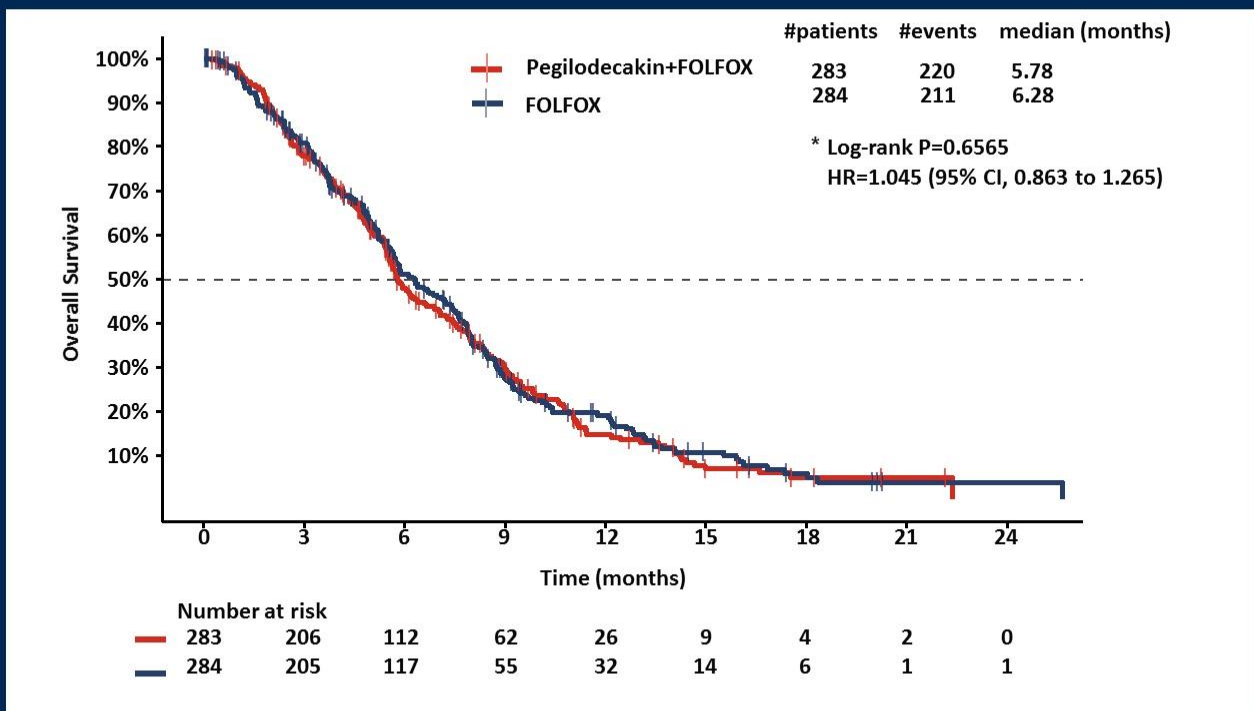 #patients #events median (months)
Pegilodecakin+FOLFOX 283 220 5.78
FOLFOX 284 211 6.28
* Log-rank P=0.6565
HR=1.045 (95% CI, 0.863 to 1.265)
Overall Survival
100%
90%
80%
70%
60%
50%
40%
30%
20%
10%
0 3 6 9 12 15 18 21 24
Time (months)
Number at risk
283 206 112 62 26 9 4 2 0
284 205 117 55 32 14 6 1 1